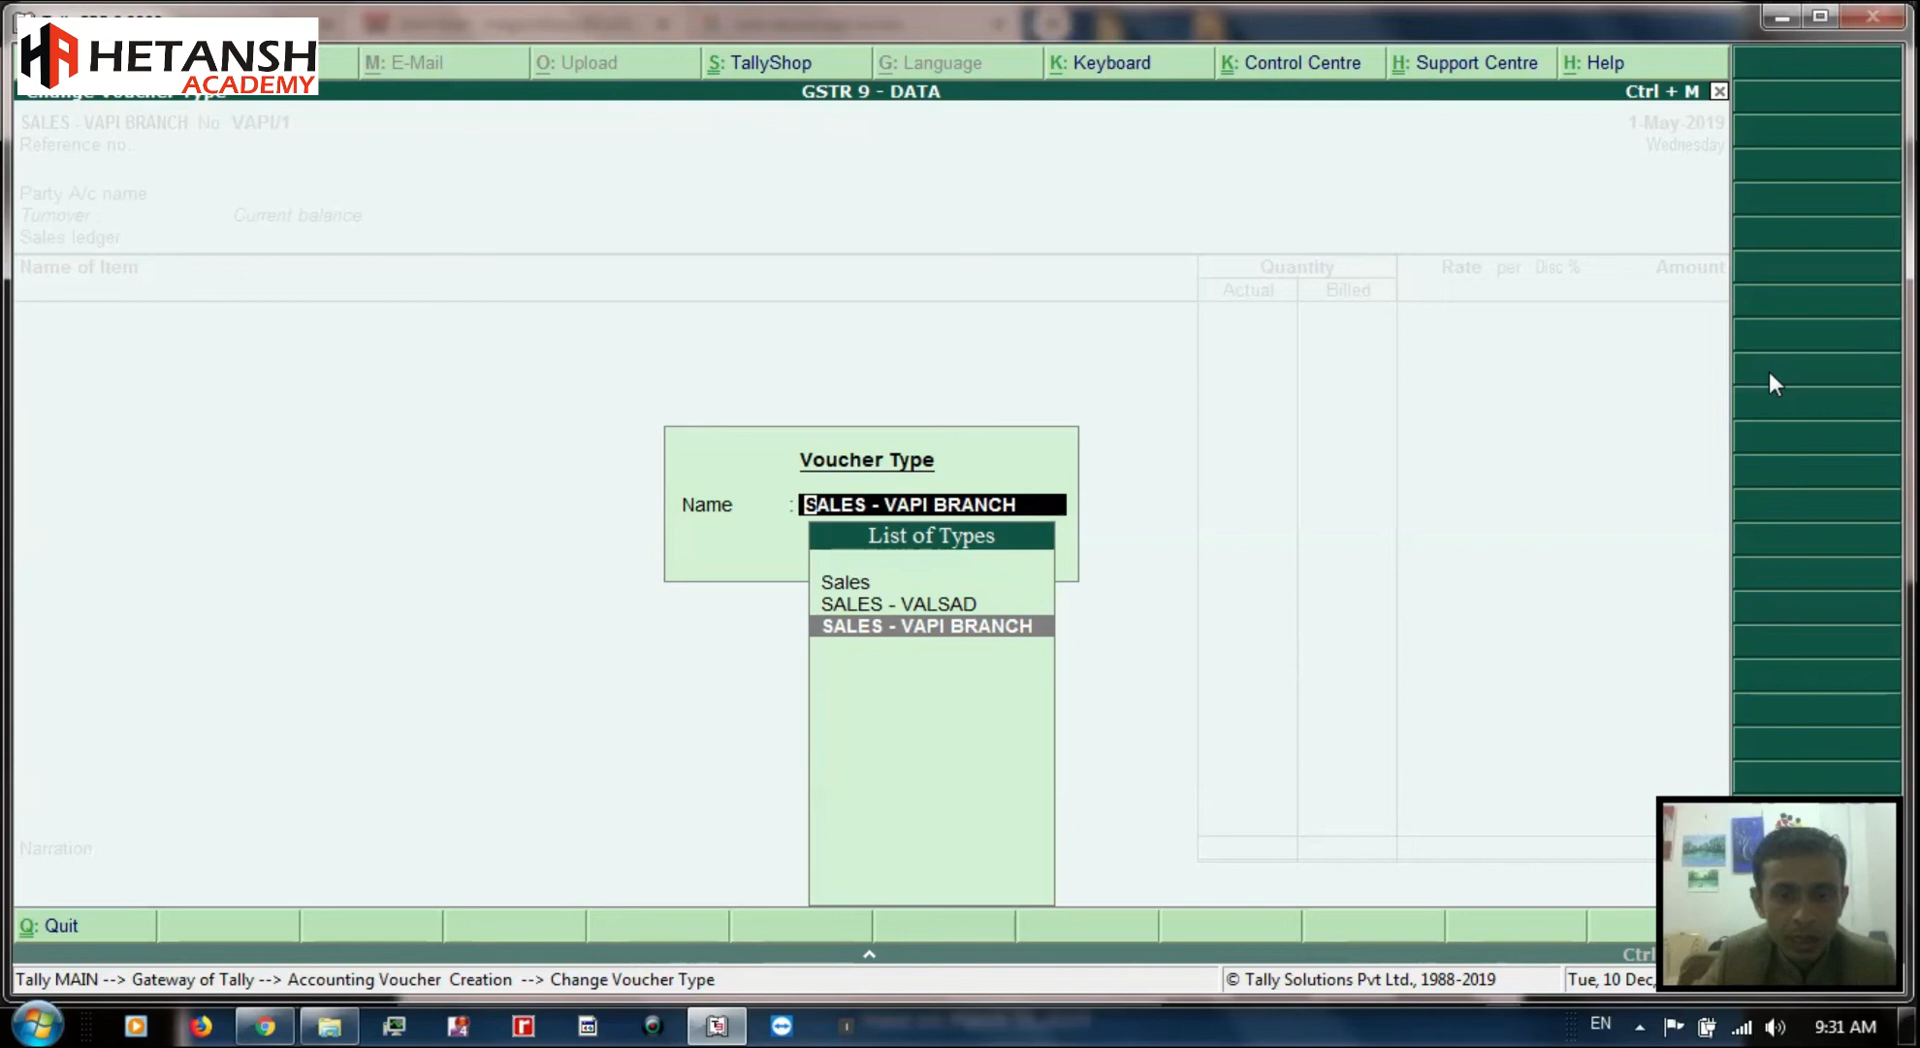 HETANSH
ACADEMY
M: E-Mail
O: Upload
S: TallyShop
G: Language
K: Keyboard
K: Control Centre
H: Support Centre
H: Help
Change Voucher Type
GSTR 9 - DATA
Ctrl + M
SALES - VAPI BRANCH No VAPI/1
1-May-2019
Reference no.:
Wednesday
Party A/c name
Turnover :
Current balance
Sales ledger
Name of Item
Quantity
Rate per Disc %
Amount
Actual
Billed
Voucher Type
Name : SALES - VAPI BRANCH
List of Types
Sales
SALES - VALSAD
SALES - VAPI BRANCH
Narration:
Q: Quit
Tally MAIN --> Gateway of Tally --> Accounting Voucher Creation --> Change Voucher Type
© Tally Solutions Pvt Ltd., 1988-2019
Tue, 10 Dec,
EN
9:31 AM